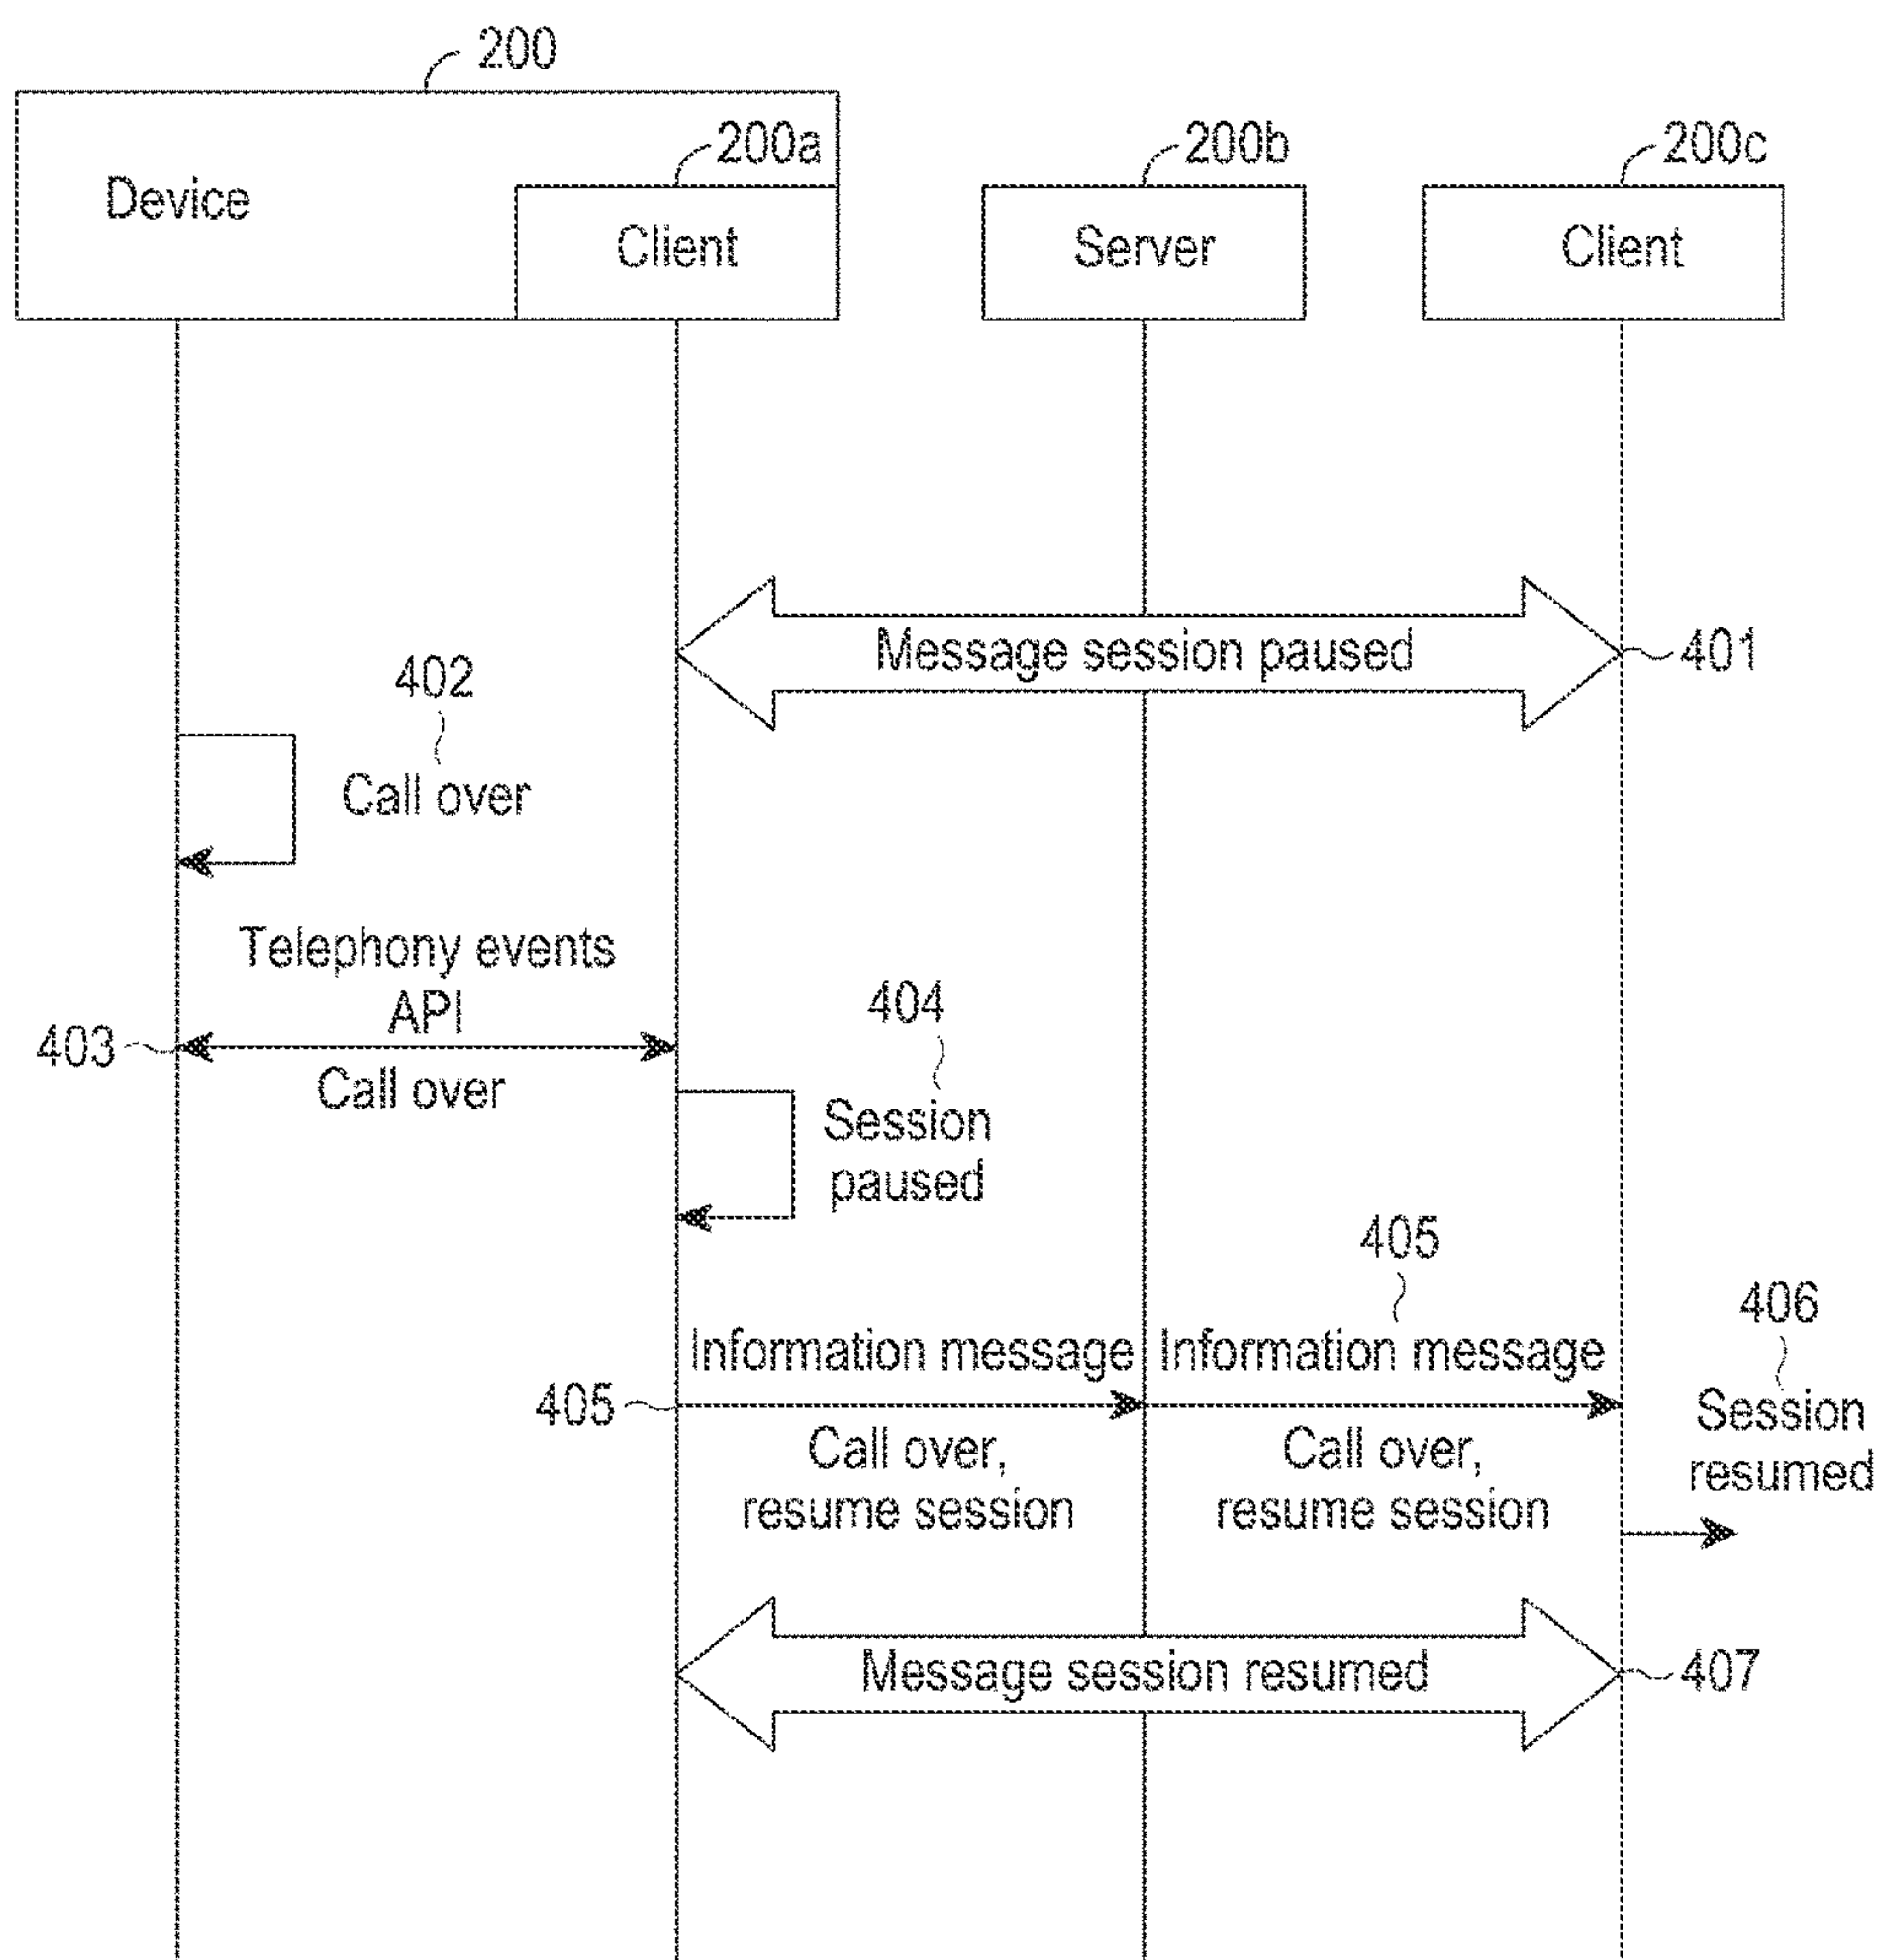 200
200a
200b
200c
Device
Client
Server
Client
Message session paused
401
402
Call over
Telephony events
API
403
Call over
404
Session
paused
405
406
Information message
Information message
405
Session
resumed
Call over,
resume session
Call over,
resume session
Message session resumed
407